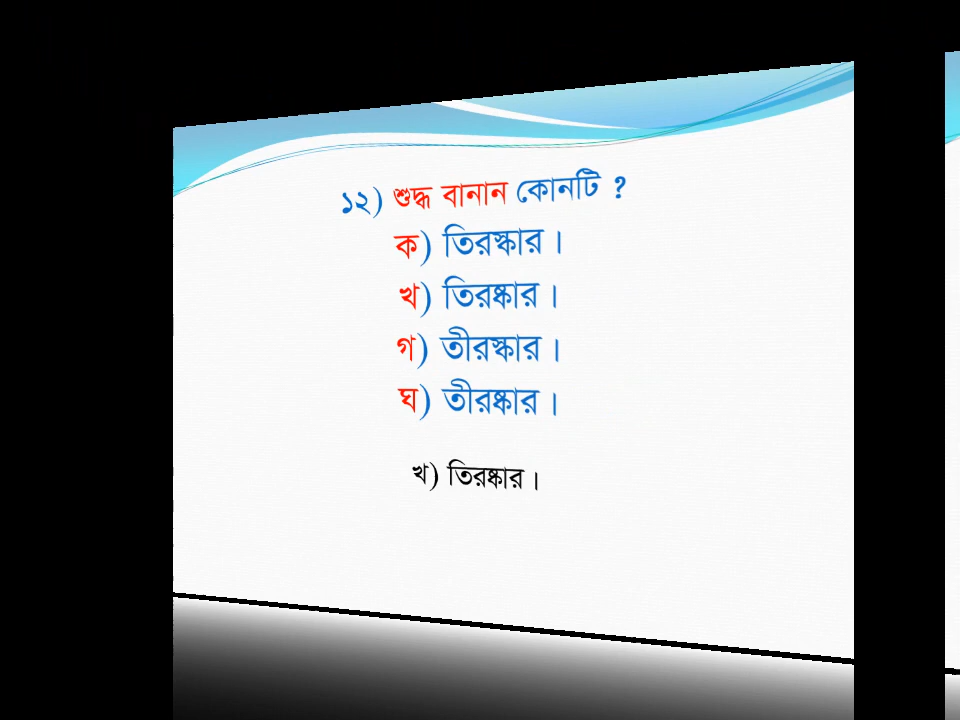 ১২) শুদ্ধ বানান কোনটি ?
ক) তিরস্কার ।
খ) তিরষ্কার ।
গ) তীরস্কার ।
ঘ) তীরষ্কার ।
খ) তিরষ্কার ।